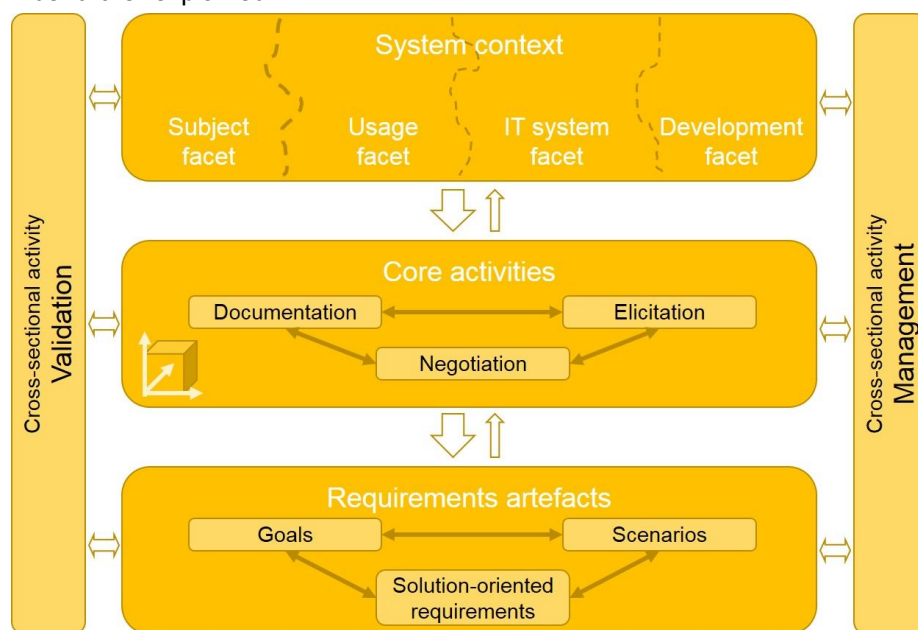 System context
Subject
facet
Usage
facet
IT system
facet
Development
facet
Cross-sectional activity
Validation
Core activities
Documentation
Elicitation
Negotiation
Cross-sectional activity
Management
Requirements artefacts
Goals
Scenarios
Solution-oriented
requirements